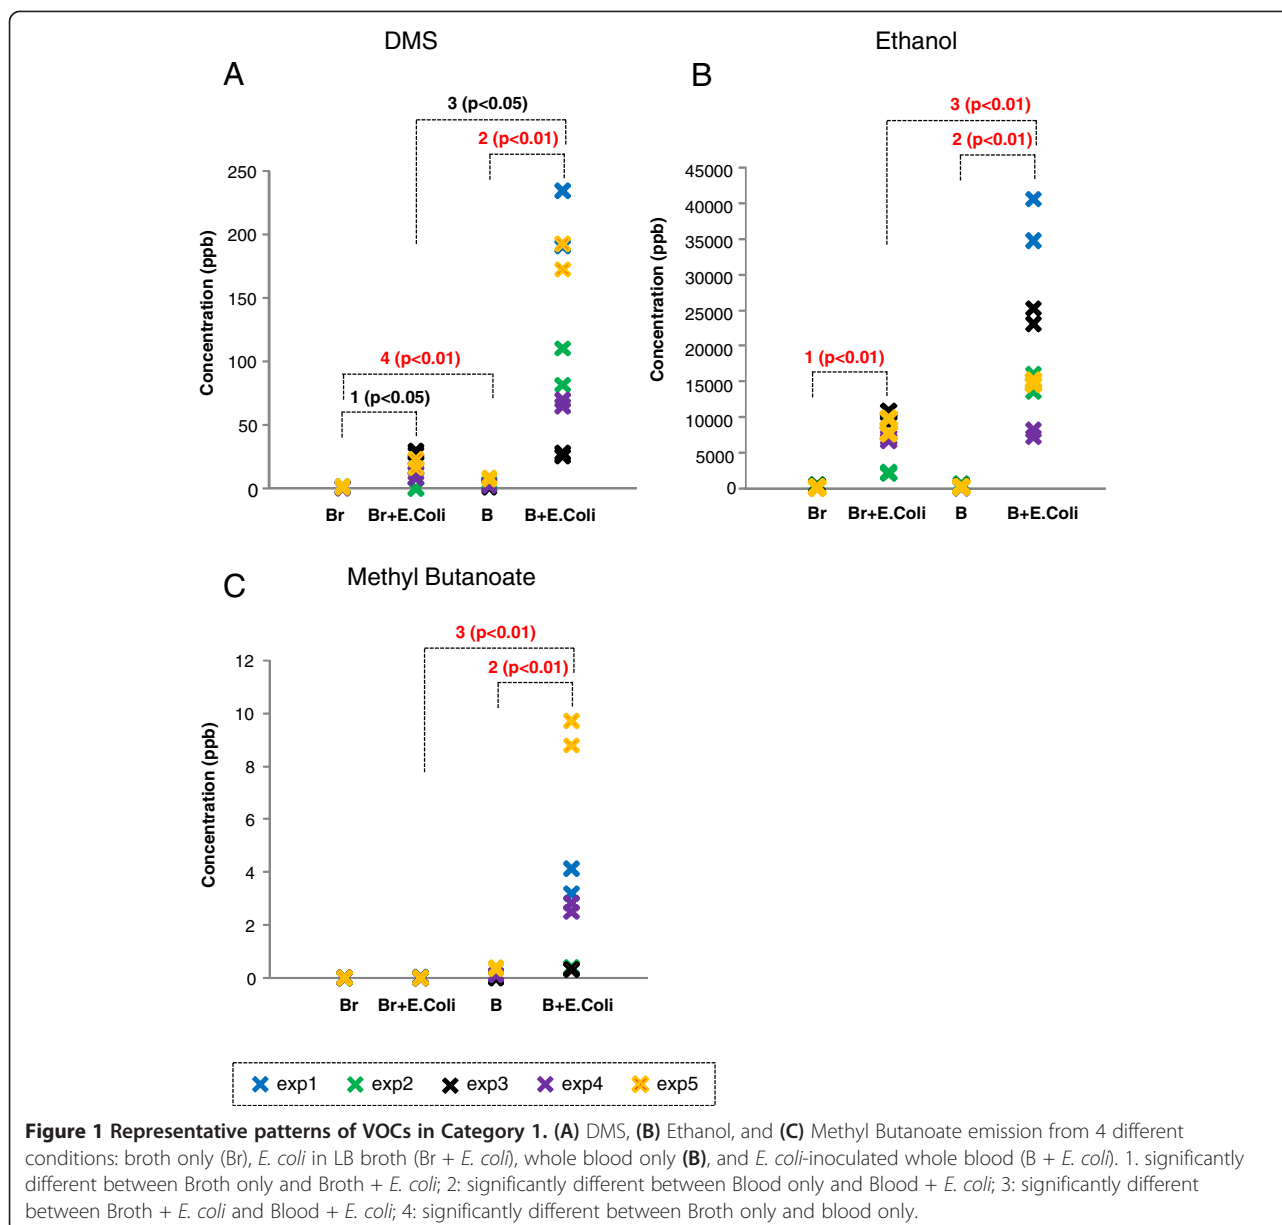 DMS
A
3 (p<0.05)
2 (p<0.01)
4 (p<0.01)
1 (p<0.05)
Concentration (ppb)
250
200
150
100
50
0
Br Br+E.Coli B B+E.Coli
Ethanol
B
3 (p<0.01)
2 (p<0.01)
1 (p<0.01)
Concentration (ppb)
45000
40000
35000
30000
25000
20000
15000
10000
5000
0
Br Br+E.Coli B B+E.Coli
Methyl Butanoate
C
3 (p<0.01)
2 (p<0.01)
Concentration (ppb)
12
10
8
6
4
2
0
Br Br+E.Coli B B+E.Coli
exp1 exp2 exp3 exp4 exp5
Figure 1 Representative patterns of VOCs in Category 1. (A) DMS, (B) Ethanol, and (C) Methyl Butanoate emission from 4 different
conditions: broth only (Br), E. coli in LB broth (Br + E. coli), whole blood only (B), and E. coli-inoculated whole blood (B + E. coli). 1. significantly
different between Broth only and Broth + E. coli; 2: significantly different between Blood only and Blood + E. coli; 3: significantly different
between Broth + E. coli and Blood + E. coli; 4: significantly different between Broth only and blood only.